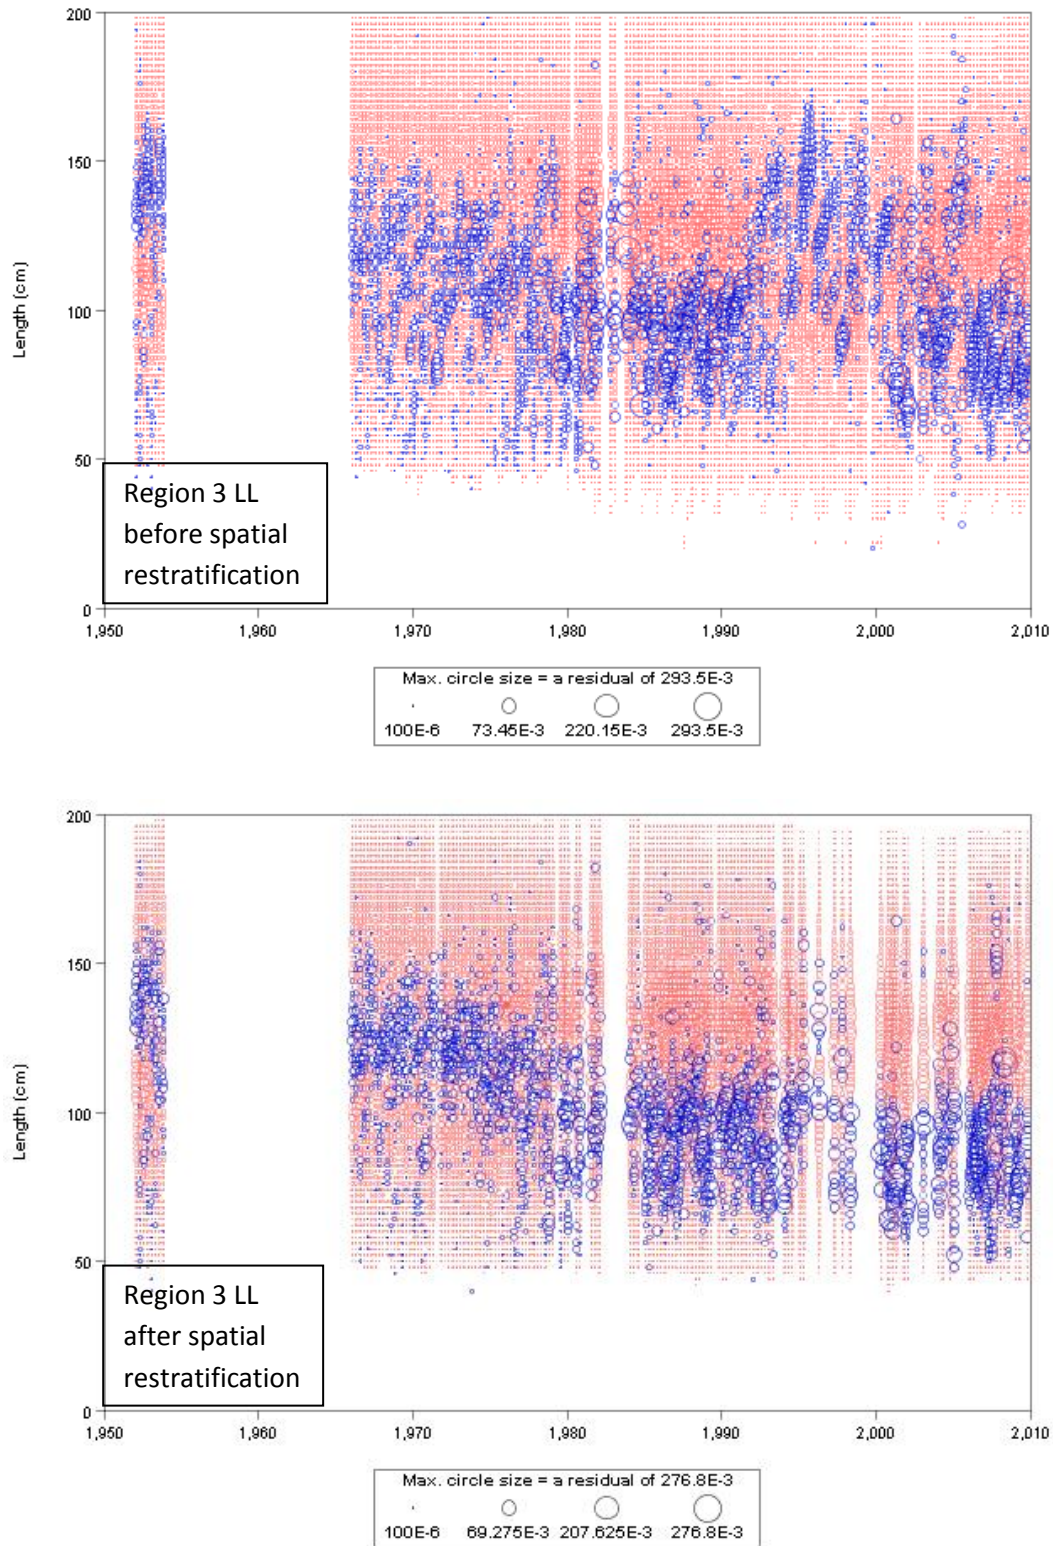 200
150
Length (cm)
100
50
Region 3 LL
before spatial
restratification
0
1,950 1,960 1,970 1,980 1,990 2,000 2,010
Max. circle size = a residual of 293.5E-3
100E-6 73.45E-3 220.15E-3 293.5E-3
200
150
Length (cm)
100
50
Region 3 LL
after spatial
restratification
0
1,950 1,960 1,970 1,980 1,990 2,000 2,010
Max. circle size = a residual of 276.8E-3
100E-6 69.275E-3 207.625E-3 276.8E-3